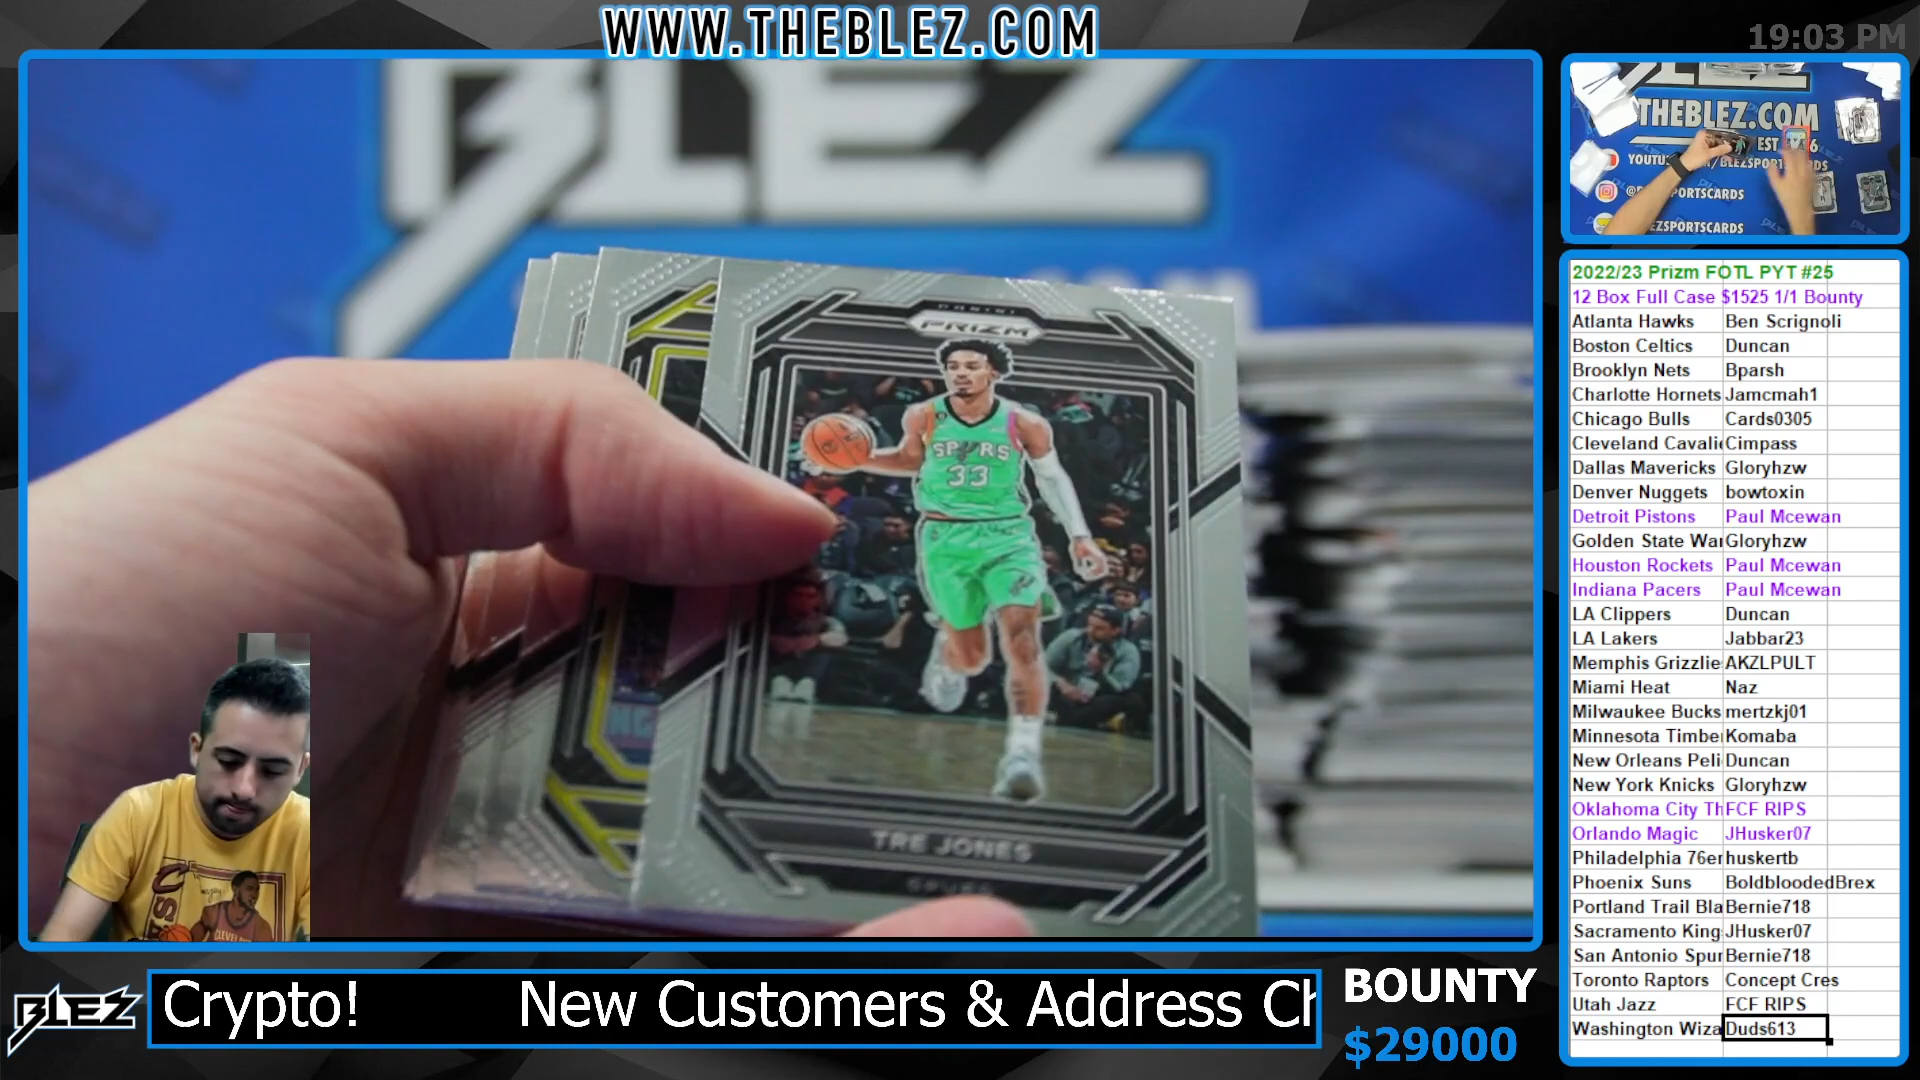 WWW.THEBLEZ.COM
19:03 PM
BLEZ
THEBLEZ.COM
EST
PANINI
PRIZM
SPURS
33
TRE JONES
SPURS
2022/23 Prizm FOTL PYT #25
12 Box Full Case $1525 1/1 Bounty
Atlanta Hawks Ben Scrignoli
Boston Celtics Duncan
Brooklyn Nets Bparsh
Charlotte Hornets Jamcmah1
Chicago Bulls Cards0305
Cleveland Cavali Cimpass
Dallas Mavericks Gloryhzw
Denver Nuggets bowtoxin
Detroit Pistons Paul Mcewan
Golden State War Gloryhzw
Houston Rockets Paul Mcewan
Indiana Pacers Paul Mcewan
LA Clippers Duncan
LA Lakers Jabbar23
Memphis Grizzlie AKZLPULT
Miami Heat Naz
Milwaukee Bucks mertzkj01
Minnesota Timbe Komaba
New Orleans Peli Duncan
New York Knicks Gloryhzw
Oklahoma City Th FCF RIPS
Orlando Magic JHusker07
Philadelphia 76er huskertb
Phoenix Suns BoldbloodedBrex
Portland Trail Bla Bernie718
Sacramento King JHusker07
San Antonio Spur Bernie718
Toronto Raptors Concept Cres
Utah Jazz FCF RIPS
Washington Wiza Duds613
BLEZ
Crypto! New Customers & Address Ch
BOUNTY
$29000